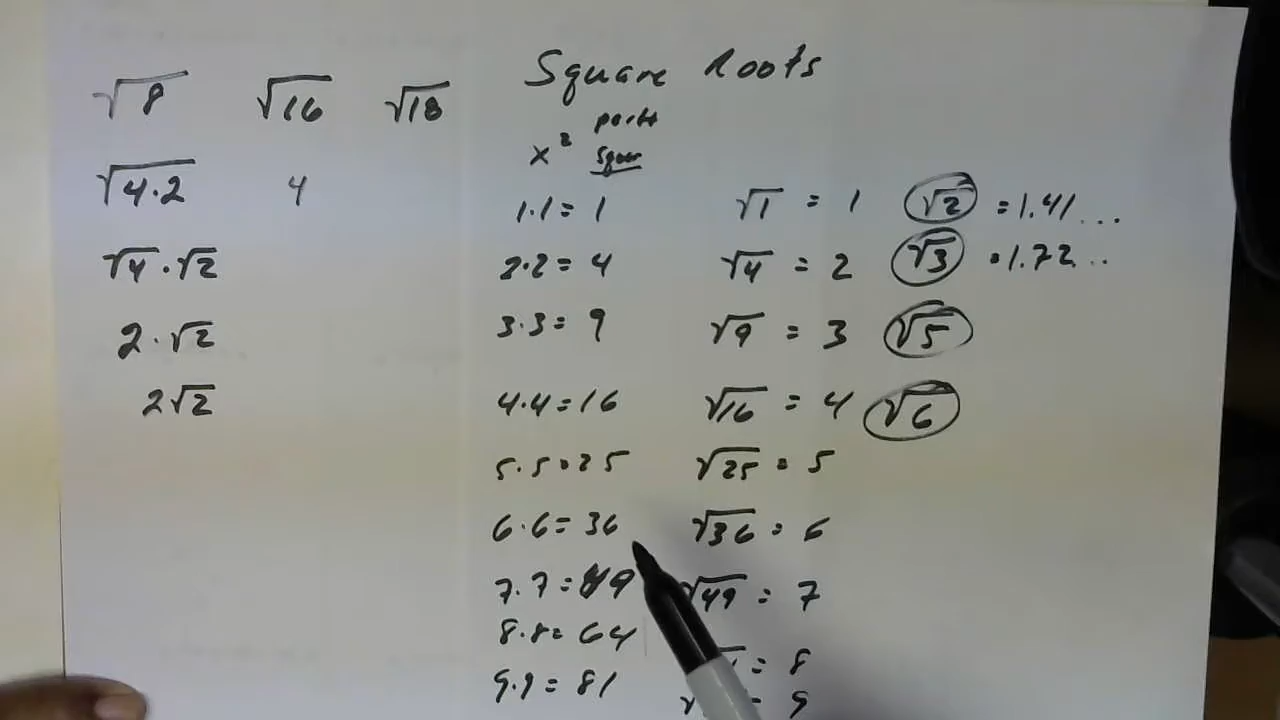 Square Roots
√8 √16 √18
x² perfect square
√4·2 4
1·1 = 1 √1 = 1 √2 = 1.41...
√4·√2 2·2 = 4 √4 = 2 √3 = 1.72...
2·√2 3·3 = 9 √9 = 3 √5
2√2 4·4 = 16 √16 = 4 √6
5·5 = 25 √25 = 5
6·6 = 36 √36 = 6
7·7 = 49 √49 = 7
8·8 = 64 = 8
9·9 = 81 = 9